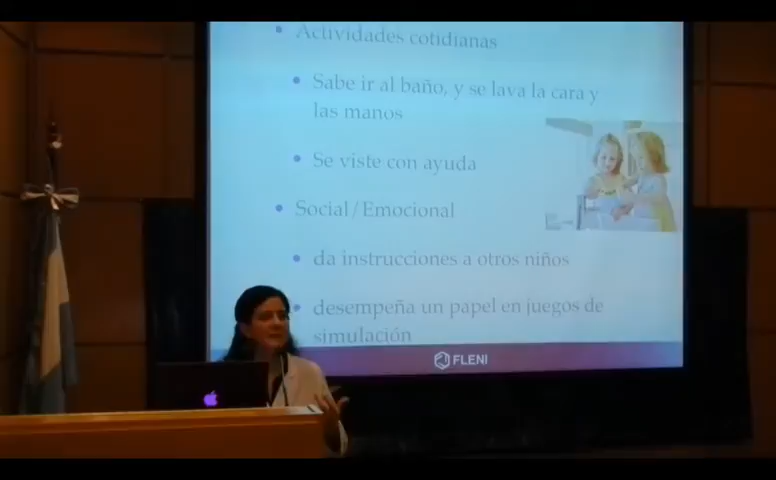 Actividades cotidianas
Sabe ir al baño, y se lava la cara y
las manos
Se viste con ayuda
Social/Emocional
da instrucciones a otros niños
desempeña un papel en juegos de
simulación
FLENI